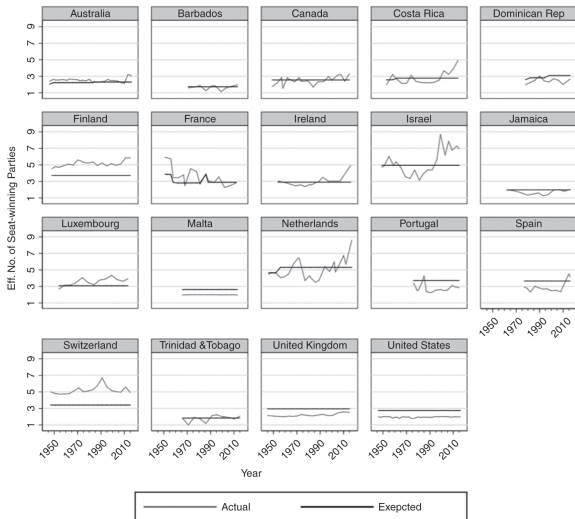 Australia Barbados Canada Costa Rica Dominican Rep
9
7
5
3
1
Finland France Ireland Israel Jamaica
9
7
5
3
1
Eff. No. of Seat-winning Parties
Luxembourg Malta Netherlands Portugal Spain
9
7
5
3
1
1950 1970 1990 2010
Switzerland Trinidad &Tobago United Kingdom United States
9
7
5
3
1
1950 1970 1990 2010 1950 1970 1990 2010 1950 1970 1990 2010 1950 1970 1990 2010
Year
Actual Exepcted